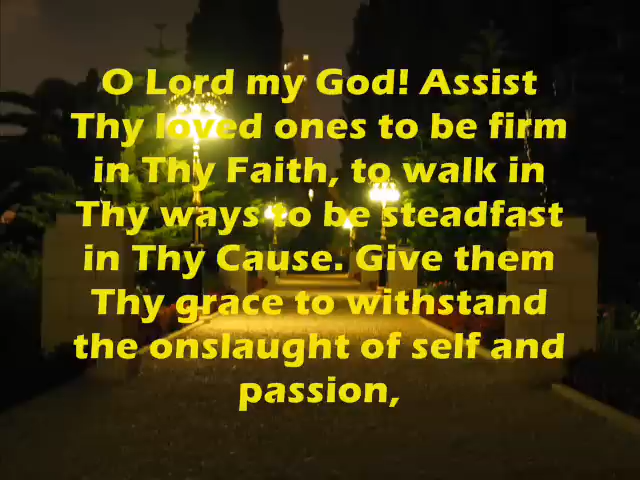 O Lord my God! Assist
Thy loved ones to be firm
in Thy Faith, to walk in
Thy ways to be steadfast
in Thy Cause. Give them
Thy grace to withstand
the onslaught of self and
passion,